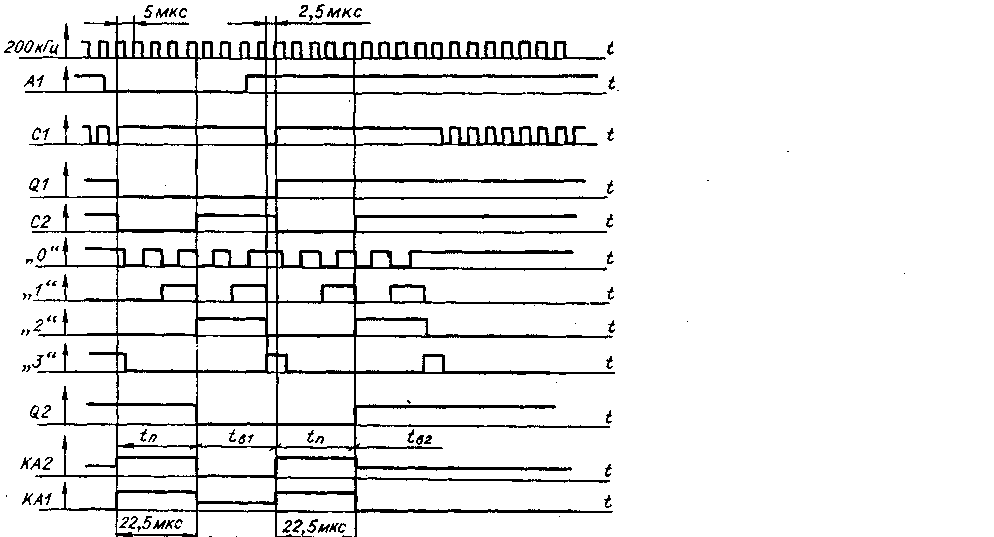 5мкс 2,5мкс
200кГц t
A1 t
C1 t
Q1 t
C2 t
„0“ t
„1“ t
„2“ t
„3“ t
Q2 t
tп tв1 tп tв2
KA2 t
KA1 t
22,5мкс 22,5мкс